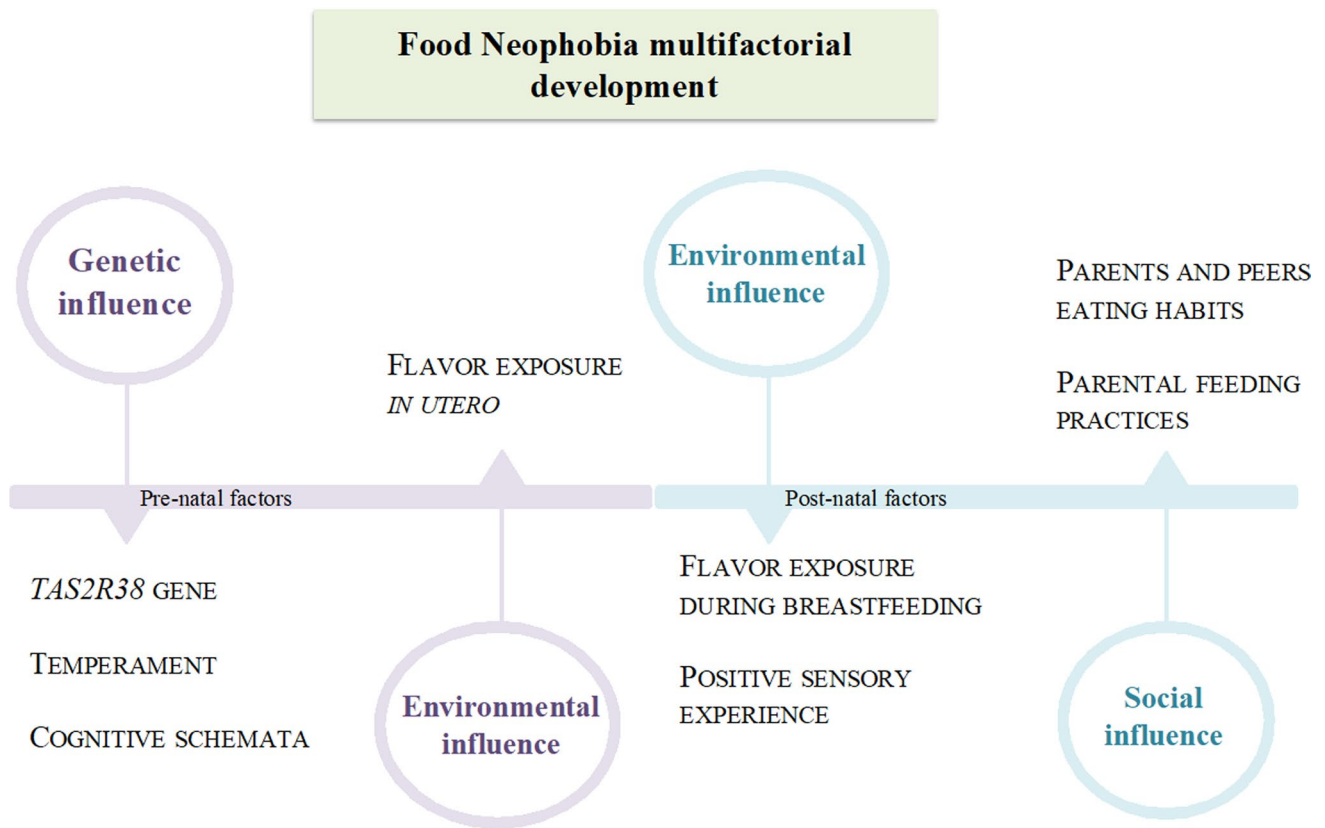 Food Neophobia multifactorial
development
Genetic
influence
FLAVOR EXPOSURE
IN UTERO
Environmental
influence
PARENTS AND PEERS
EATING HABITS
PARENTAL FEEDING
PRACTICES
Pre-natal factors
Post-natal factors
TAS2R38 GENE
TEMPERAMENT
COGNITIVE SCHEMATA
Environmental
influence
FLAVOR EXPOSURE
DURING BREASTFEEDING
POSITIVE SENSORY
EXPERIENCE
Social
influence